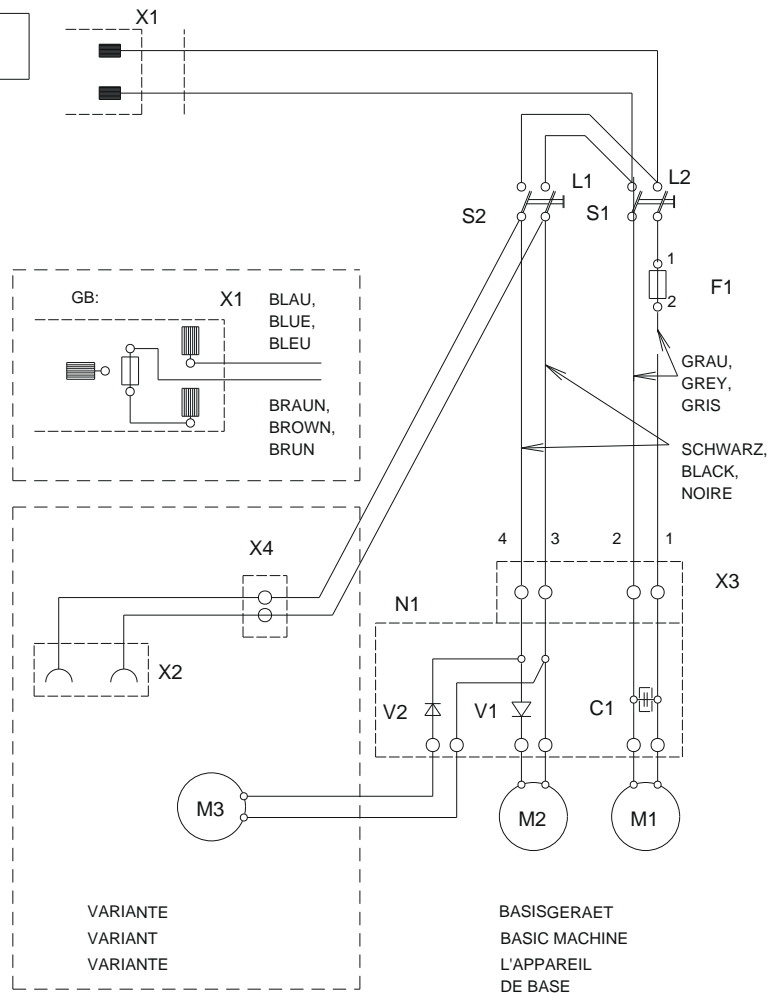 X1
L1
L2
S2
S1
1
F1
2
GB:
X1
BLAU,
BLUE,
BLEU
BRAUN,
BROWN,
BRUN
GRAU,
GREY,
GRIS
SCHWARZ,
BLACK,
NOIRE
4
3
2
1
X4
X3
N1
X2
V2
V1
C1
M3
M2
M1
VARIANTE
VARIANT
VARIANTE
BASISGERAET
BASIC MACHINE
L'APPAREIL
DE BASE